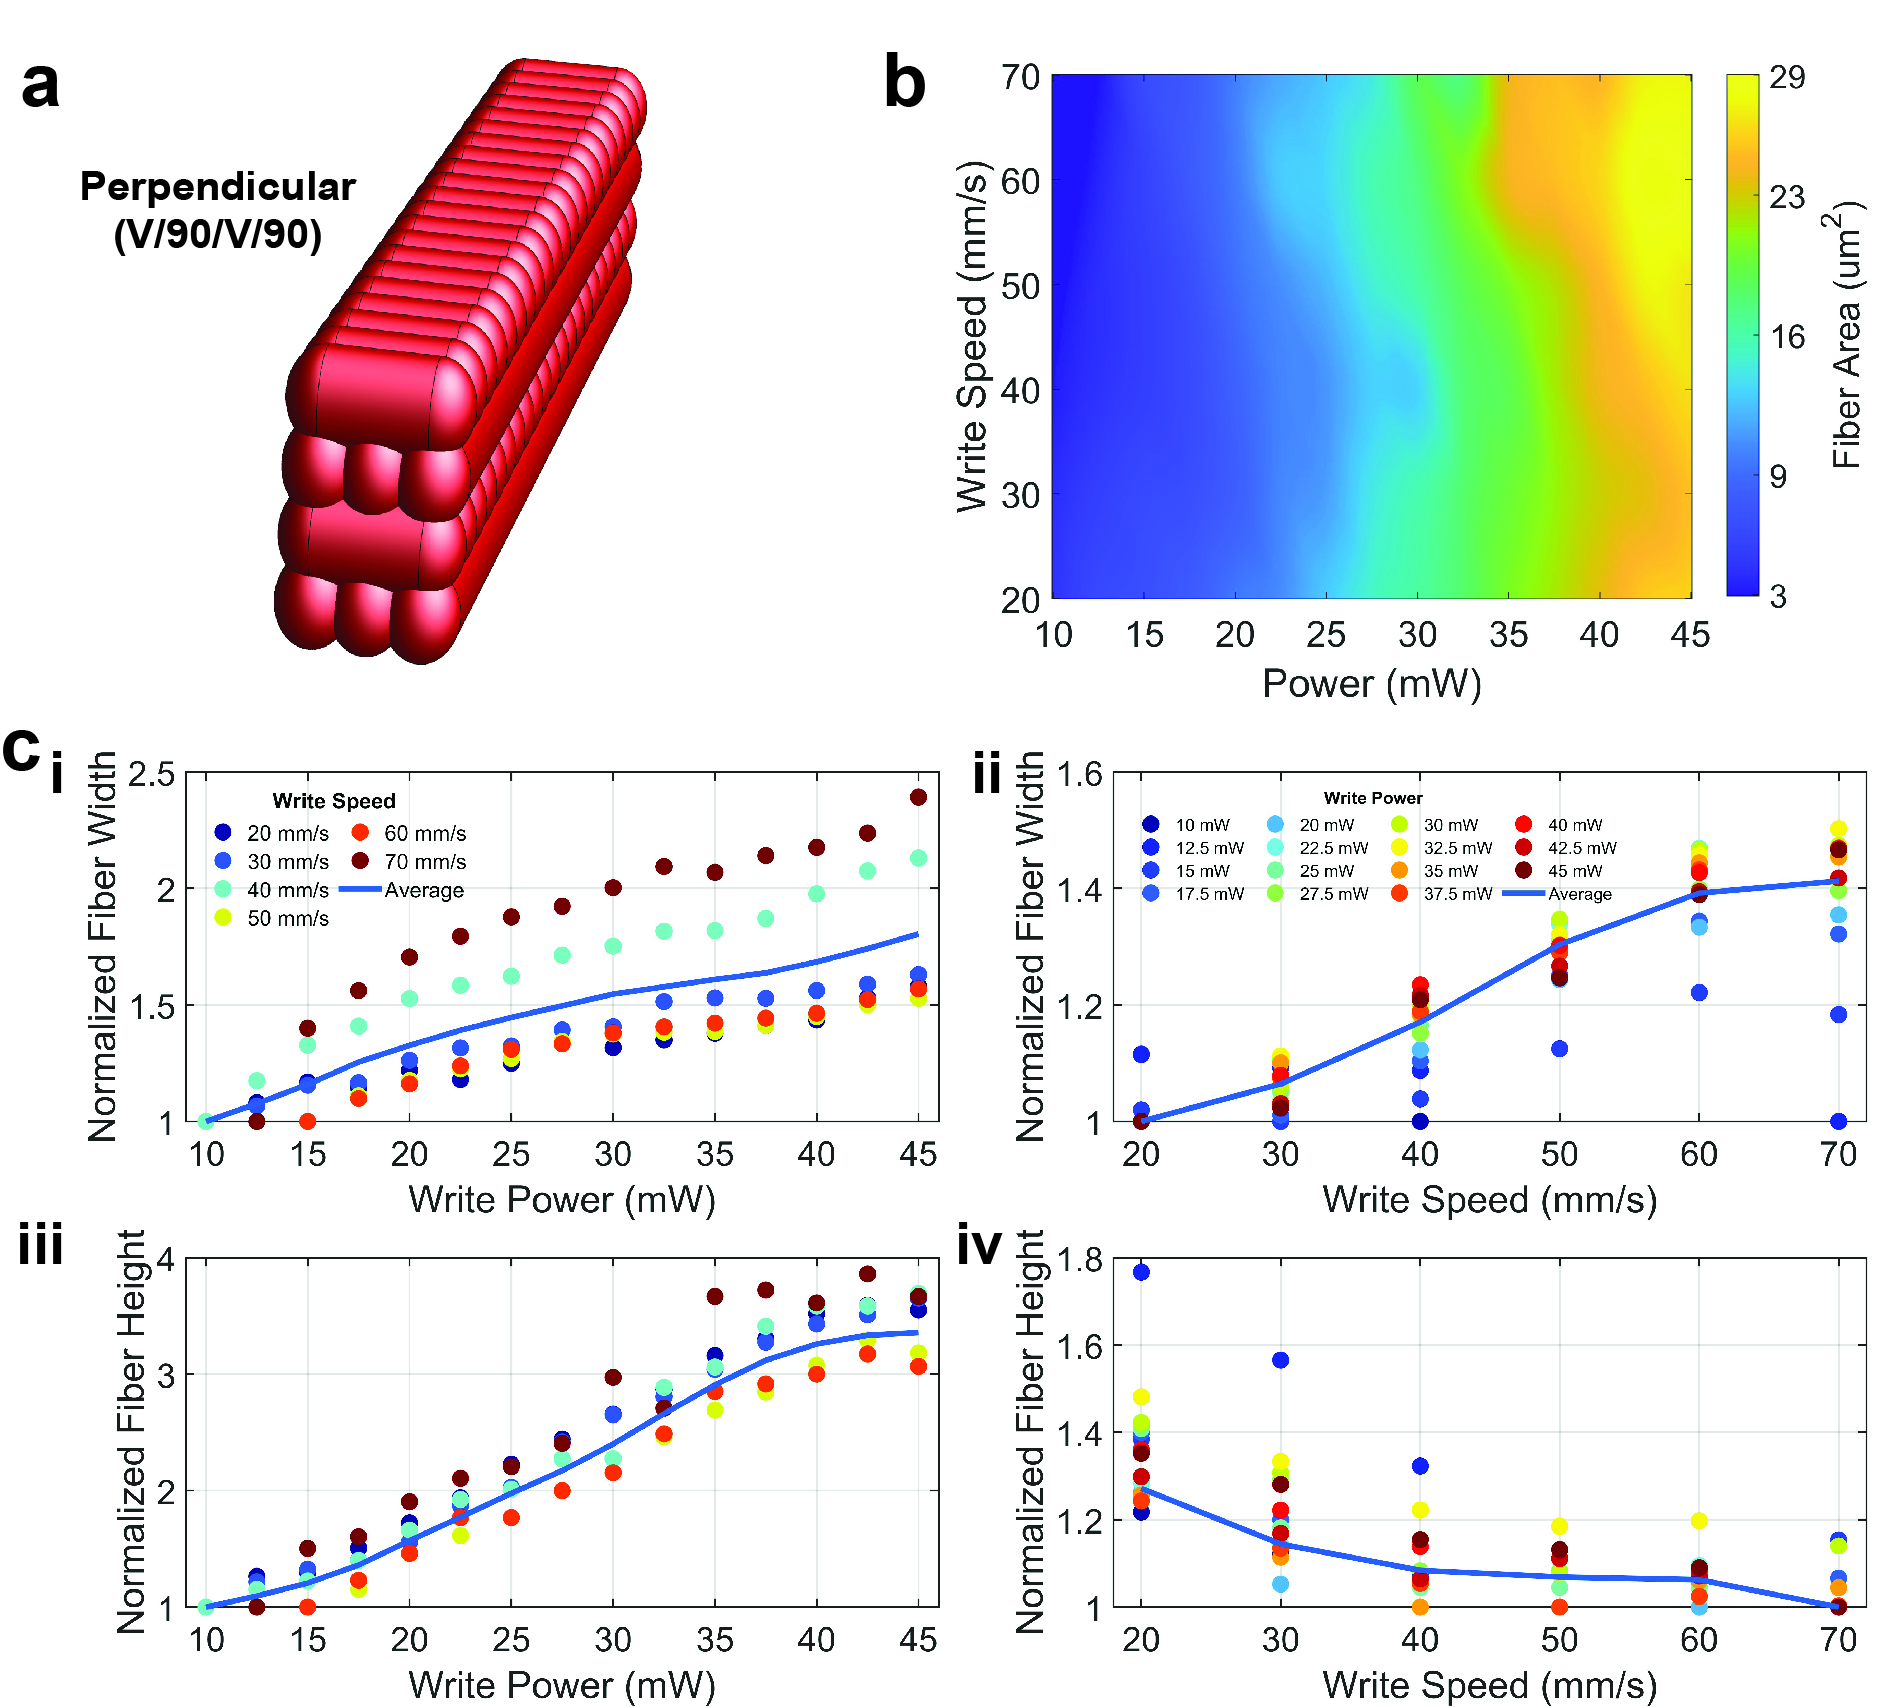 a
Perpendicular
(V/90/V/90)
b
70
60
50
40
30
20
Write Speed (mm/s)
10 15 20 25 30 35 40 45
Power (mW)
29
23
16
9
3
Fiber Area (um²)
c
i
Normalized Fiber Width
2.5
2
1.5
1
Write Speed
20 mm/s 60 mm/s
30 mm/s 70 mm/s
40 mm/s Average
50 mm/s
10 15 20 25 30 35 40 45
Write Power (mW)
ii
Normalized Fiber Width
1.6
1.4
1.2
1
Write Power
10 mW 20 mW 30 mW 40 mW
12.5 mW 22.5 mW 32.5 mW 42.5 mW
15 mW 25 mW 35 mW 45 mW
17.5 mW 27.5 mW 37.5 mW Average
20 30 40 50 60 70
Write Speed (mm/s)
iii
Normalized Fiber Height
4
3
2
1
10 15 20 25 30 35 40 45
Write Power (mW)
iv
Normalized Fiber Height
1.8
1.6
1.4
1.2
1
20 30 40 50 60 70
Write Speed (mm/s)